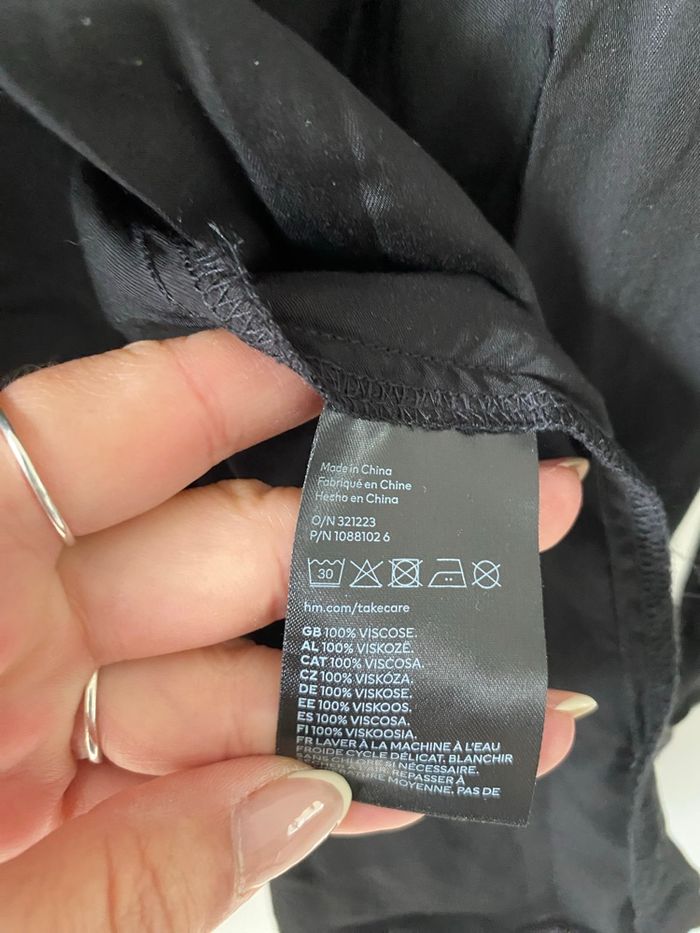 Made in China
Fabriqué en Chine
Hecho en China
O/N 321223
P/N 1088102 6
30
hm.com/takecare
GB 100% VISCOSE.
AL 100% VISKOZË.
CAT 100% VISCOSA.
CZ 100% VISKÓZA.
DE 100% VISKOSE.
EE 100% VISKOOS.
ES 100% VISCOSA.
FI 100% VISKOOSIA.
FR LAVER À LA MACHINE À L'EAU
FROIDE CYCLE DÉLICAT. BLANCHIR
SANS CHLORE SI NÉCESSAIRE.
REPASSER À
MOYENNE. PAS DE